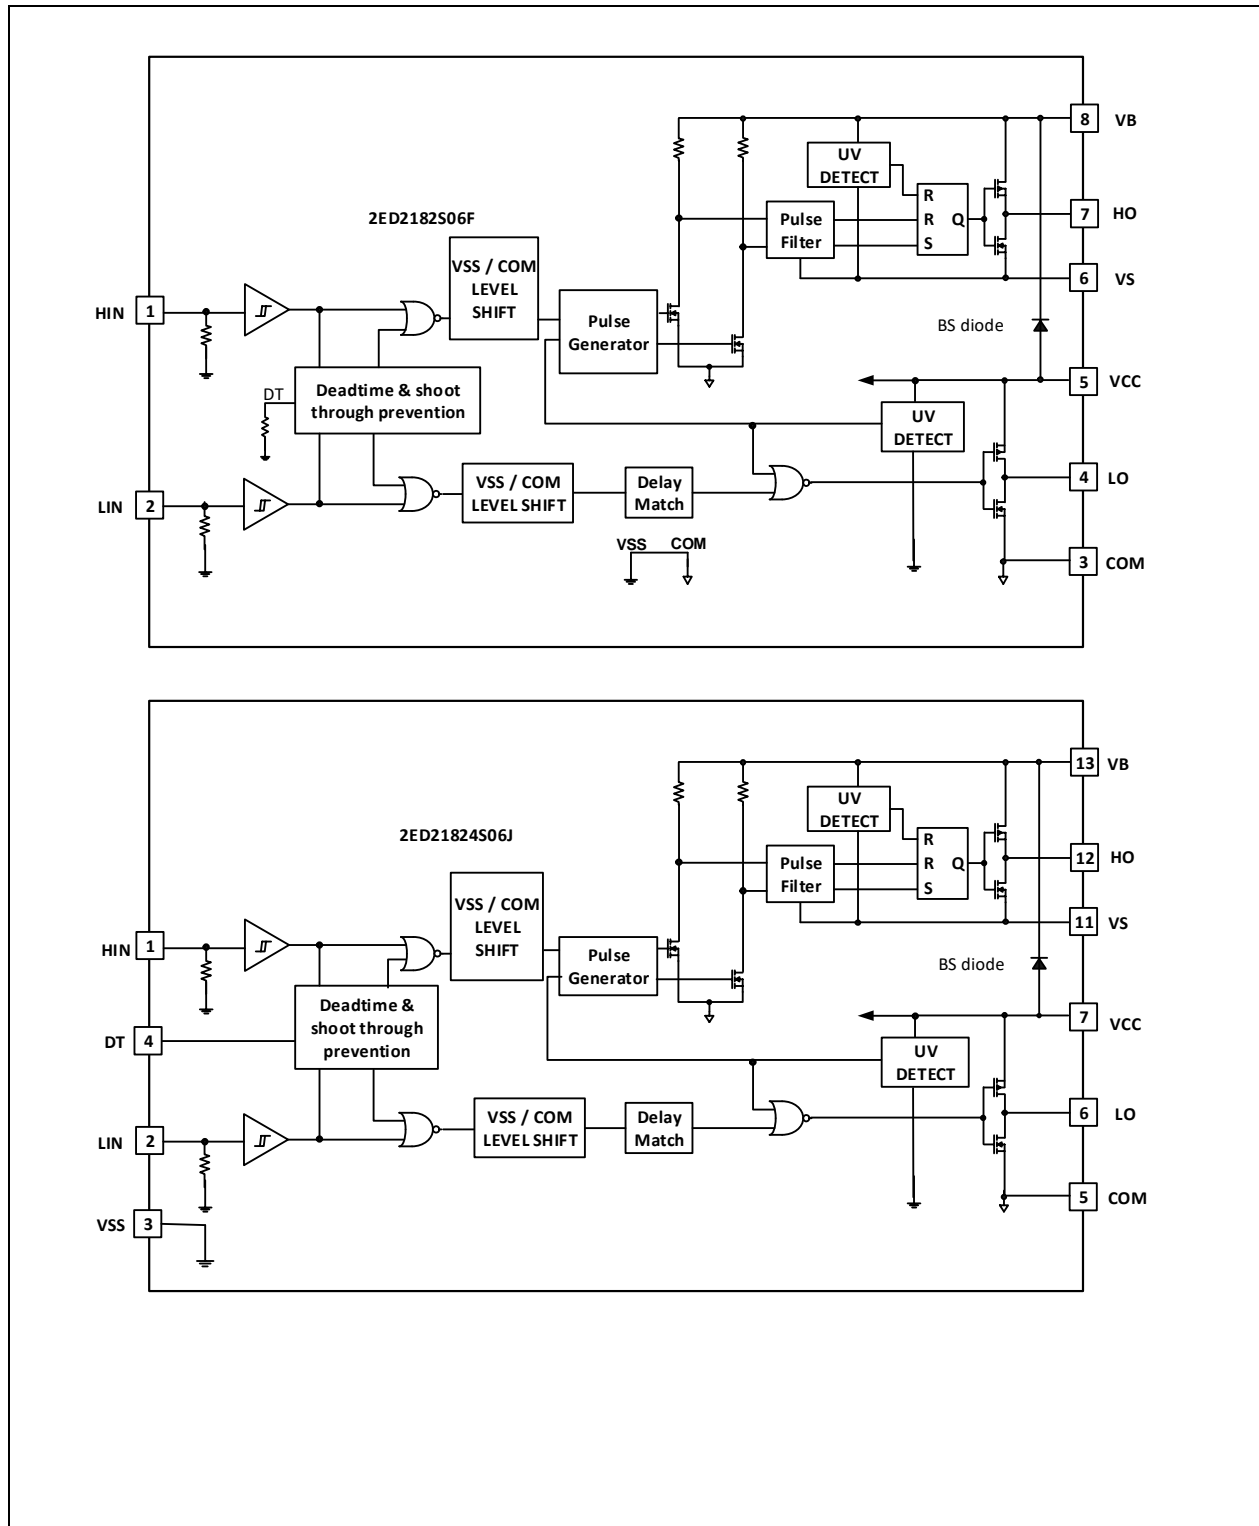 2ED2182S06F
HIN
1
LIN
2
DT
Deadtime & shoot
through prevention
VSS / COM
LEVEL
SHIFT
VSS / COM
LEVEL SHIFT
Pulse
Generator
Delay
Match
VSS
COM
UV
DETECT
Pulse
Filter
R
R
S
Q
BS diode
UV
DETECT
8
VB
7
HO
6
VS
5
VCC
4
LO
3
COM
2ED21824S06J
HIN
1
DT
4
LIN
2
VSS
3
Deadtime &
shoot through
prevention
VSS / COM
LEVEL
SHIFT
VSS / COM
LEVEL SHIFT
Pulse
Generator
Delay
Match
UV
DETECT
Pulse
Filter
R
R
S
Q
BS diode
UV
DETECT
13
VB
12
HO
11
VS
7
VCC
6
LO
5
COM